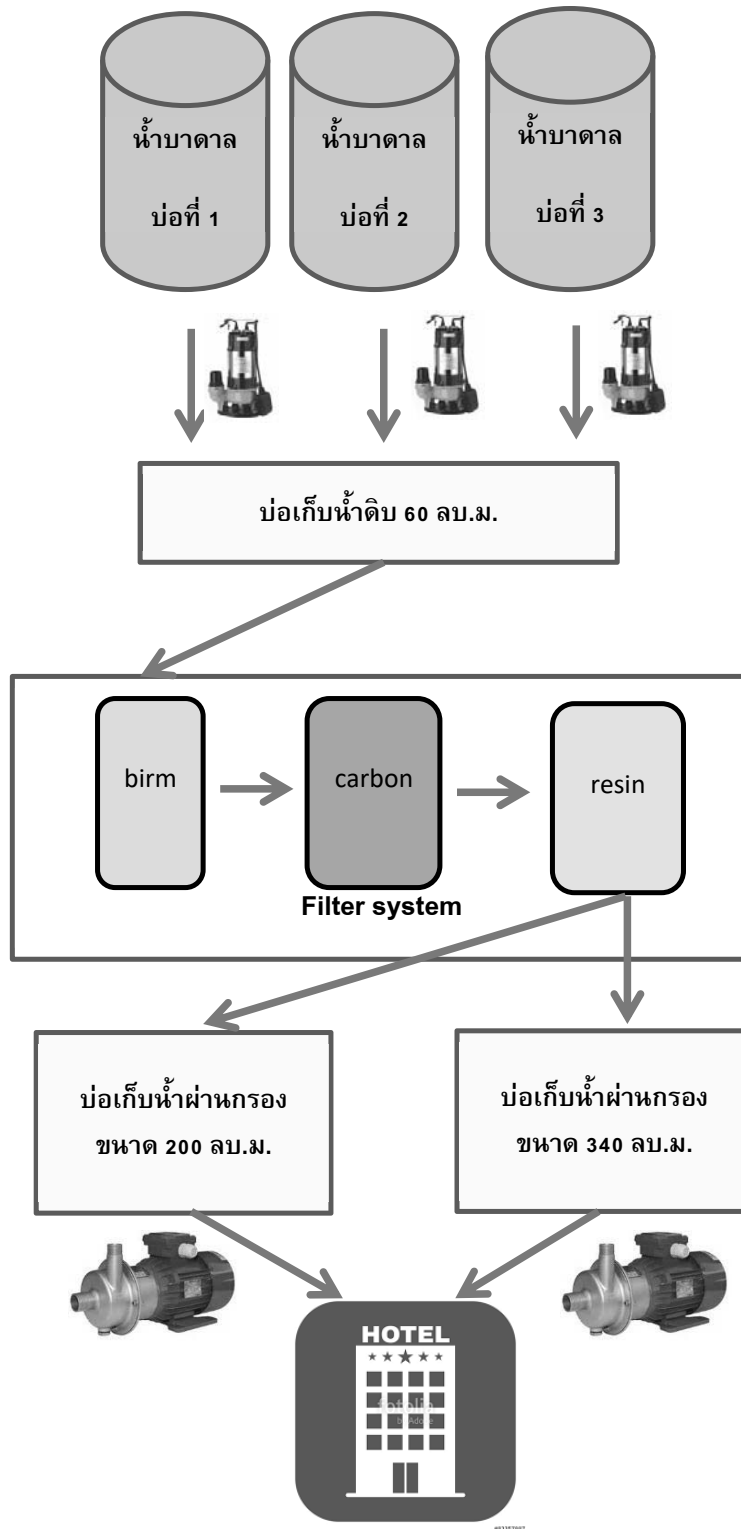 น้ำบาดาล
บ่อที่ 1
น้ำบาดาล
บ่อที่ 2
น้ำบาดาล
บ่อที่ 3
บ่อเก็บน้ำดิบ 60 ลบ.ม.
birm
carbon
resin
Filter system
บ่อเก็บน้ำผ่านกรอง
ขนาด 200 ลบ.ม.
บ่อเก็บน้ำผ่านกรอง
ขนาด 340 ลบ.ม.
HOTEL
fotolia
by Adobe